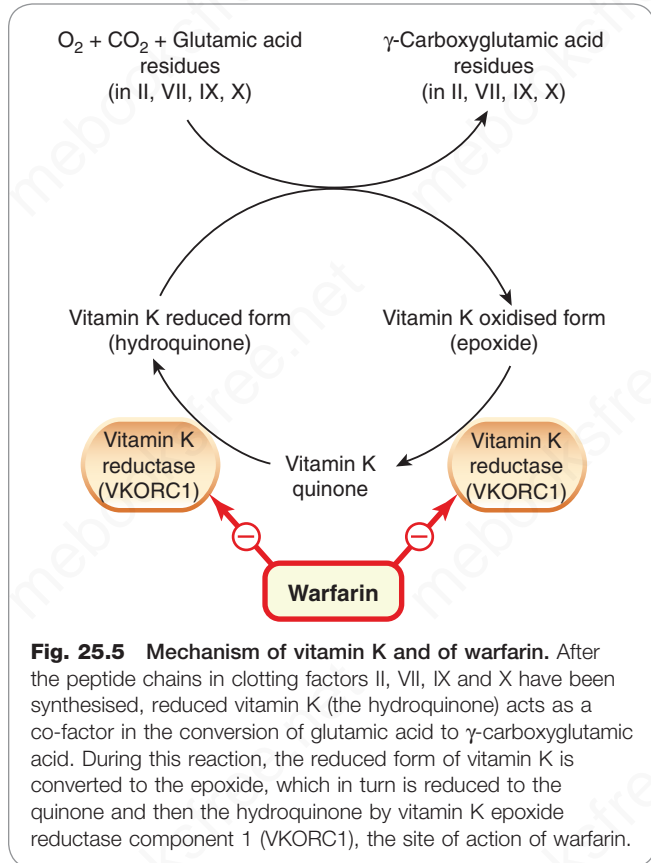 O₂ + CO₂ + Glutamic acid
residues
(in II, VII, IX, X)
γ-Carboxyglutamic acid
residues
(in II, VII, IX, X)
Vitamin K reduced form
(hydroquinone)
Vitamin K oxidised form
(epoxide)
Vitamin K
reductase
(VKORC1)
Vitamin K
quinone
Vitamin K
reductase
(VKORC1)
−
−
Warfarin
Fig. 25.5 Mechanism of vitamin K and of warfarin. After
the peptide chains in clotting factors II, VII, IX and X have been
synthesised, reduced vitamin K (the hydroquinone) acts as a
co-factor in the conversion of glutamic acid to γ-carboxyglutamic
acid. During this reaction, the reduced form of vitamin K is
converted to the epoxide, which in turn is reduced to the
quinone and then the hydroquinone by vitamin K epoxide
reductase component 1 (VKORC1), the site of action of warfarin.